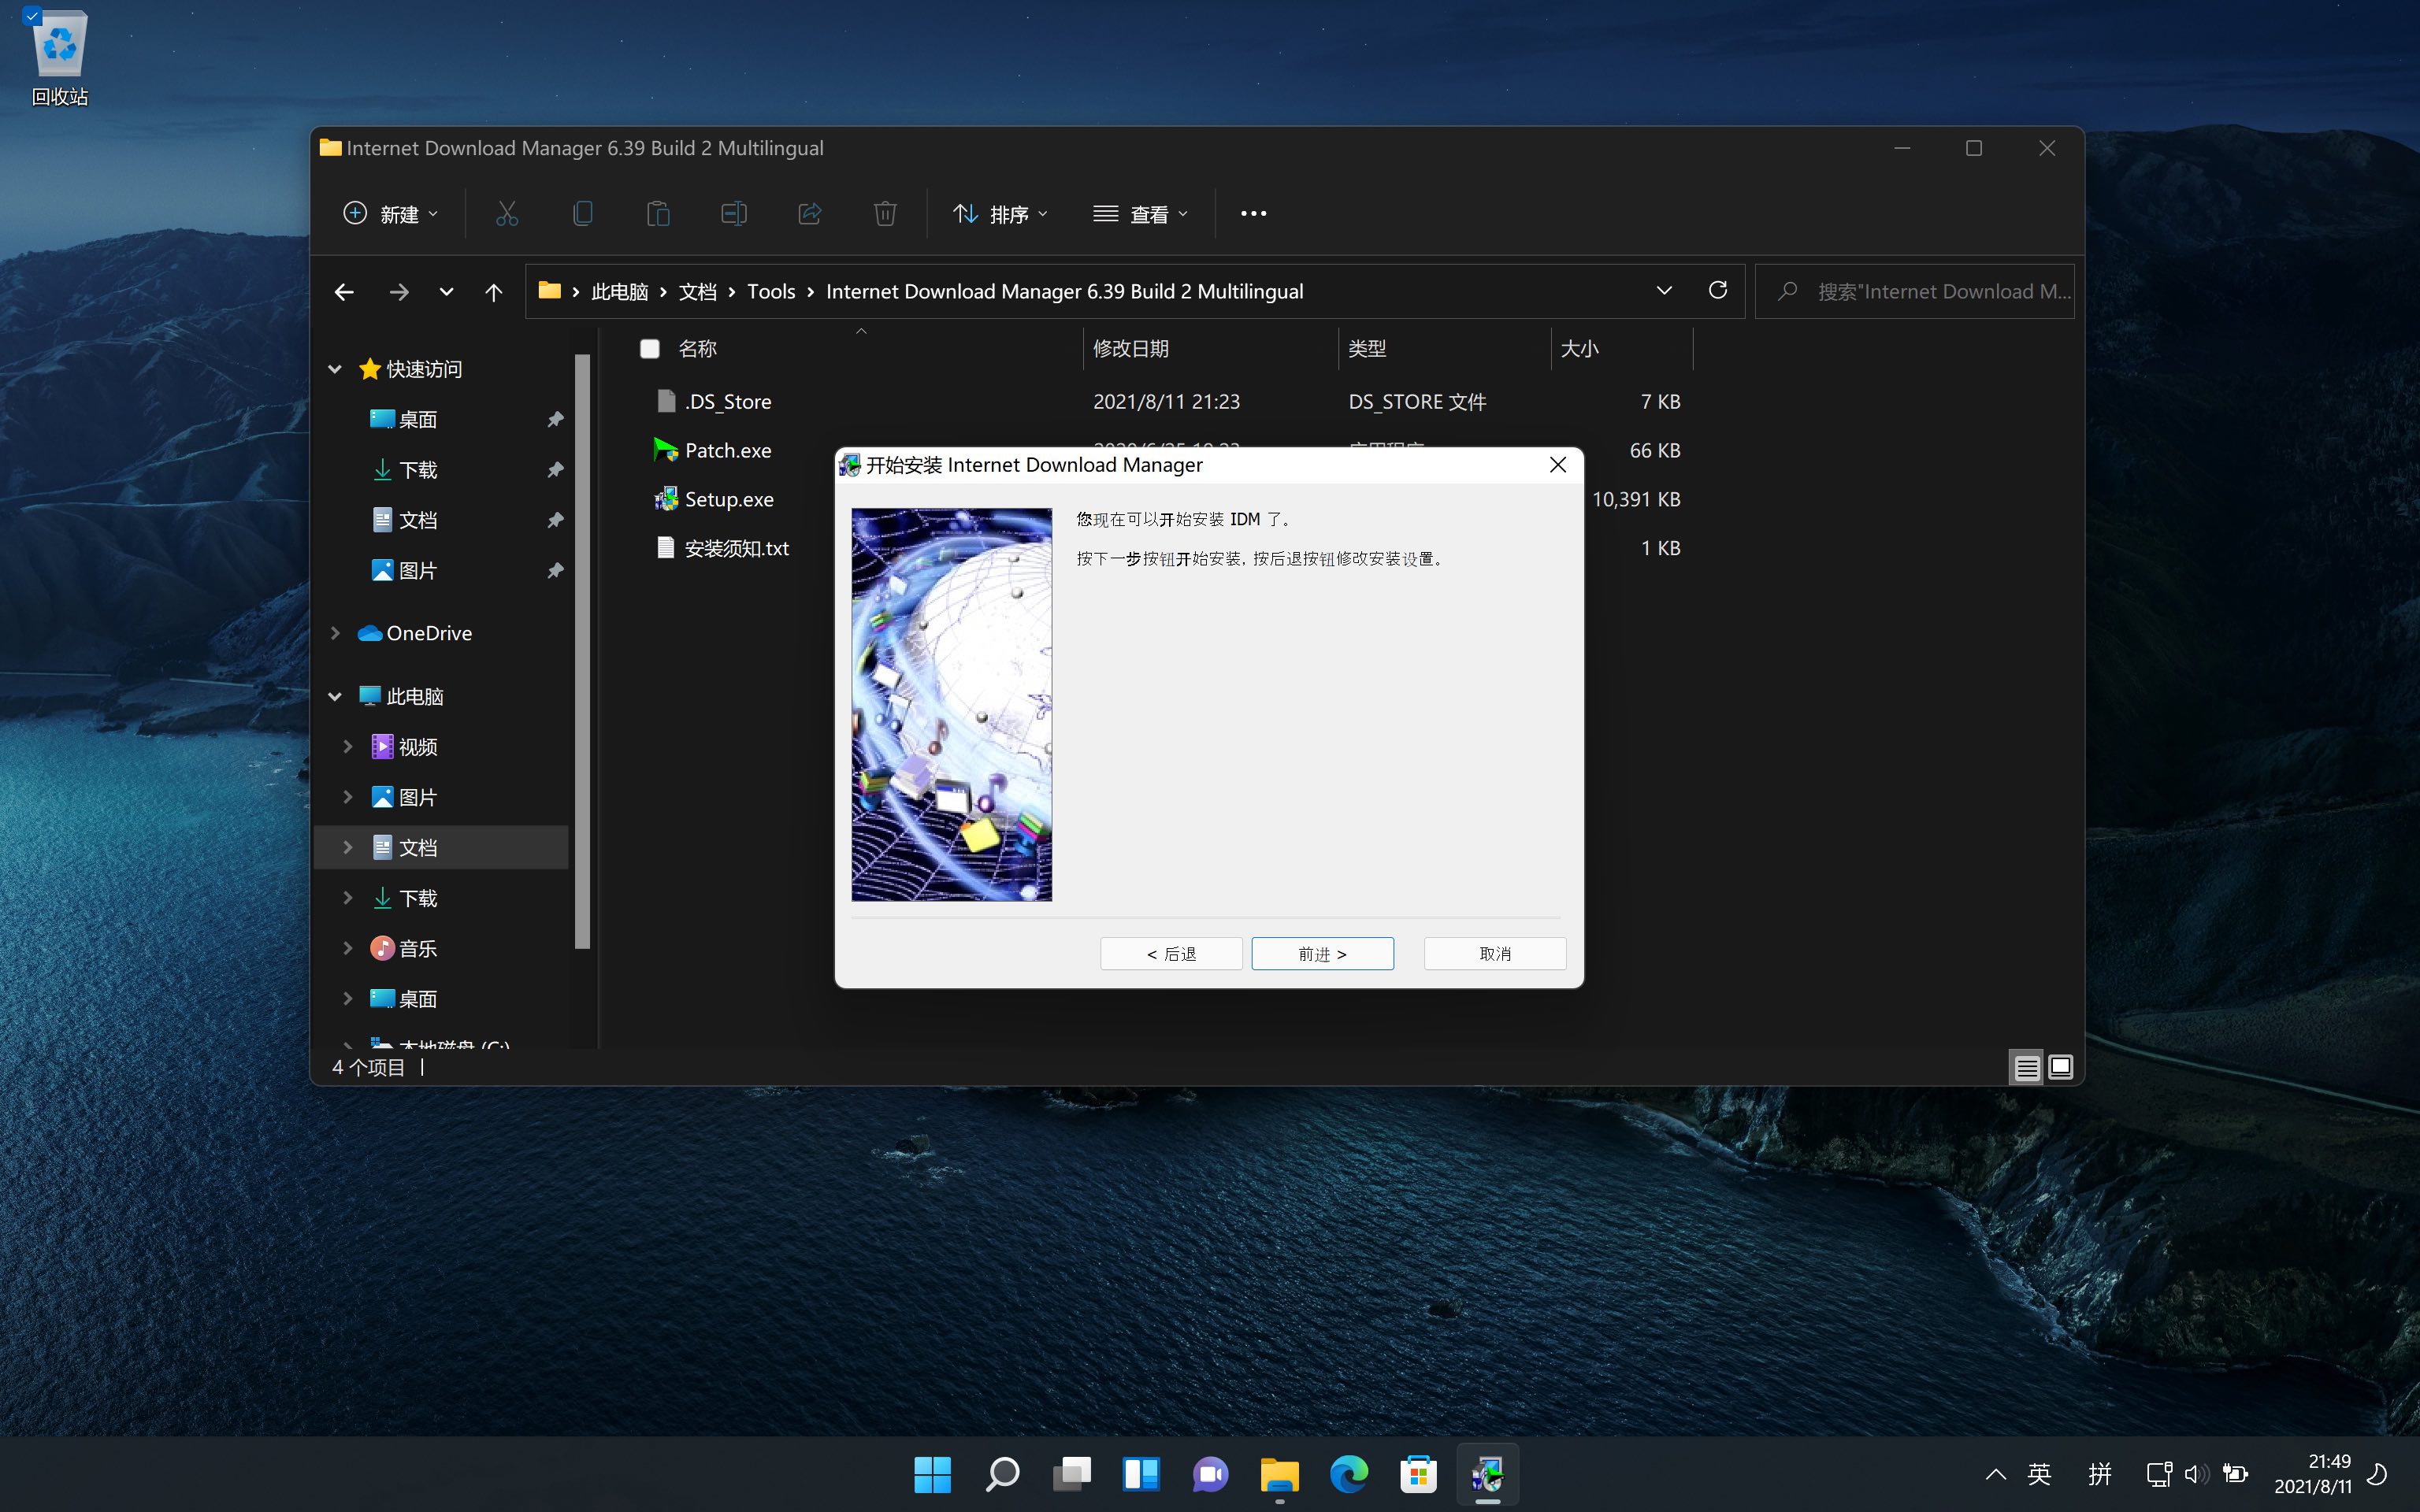 回收站
Internet Download Manager 6.39 Build 2 Multilingual
新建
排序
查看
此电脑 › 文档 › Tools › Internet Download Manager 6.39 Build 2 Multilingual
搜索"Internet Download M...
名称 修改日期 类型 大小
.DS_Store 2021/8/11 21:23 DS_STORE 文件 7 KB
Patch.exe 66 KB
Setup.exe 10,391 KB
安装须知.txt 1 KB
快速访问
桌面
下载
文档
图片
OneDrive
此电脑
视频
图片
文档
下载
音乐
桌面
本地磁盘 (C:)
4 个项目
开始安装 Internet Download Manager
您现在可以开始安装 IDM 了。
按下一步按钮开始安装, 按后退按钮修改安装设置。
< 后退
前进 >
取消
英 拼
21:49
2021/8/11